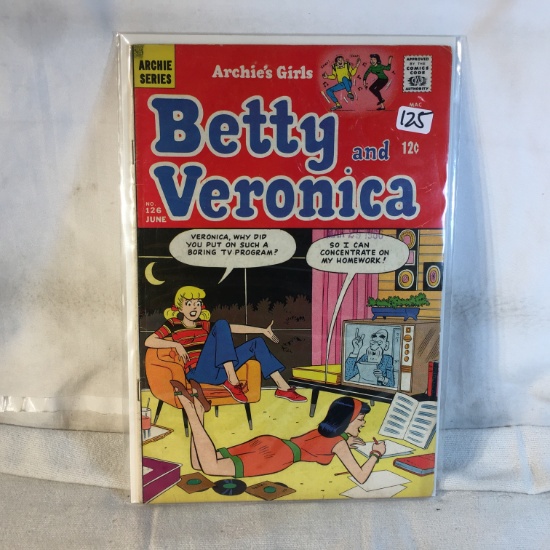 ARCHIE
SERIES
Archie's Girls
APPROVED
BY THE
COMICS
CODE
AUTHORITY
125
Betty
and
12¢
Veronica
NO.
126
JUNE
VERONICA, WHY DID
YOU PUT ON SUCH A
BORING TV PROGRAM?
SO I CAN
CONCENTRATE ON
MY HOMEWORK!